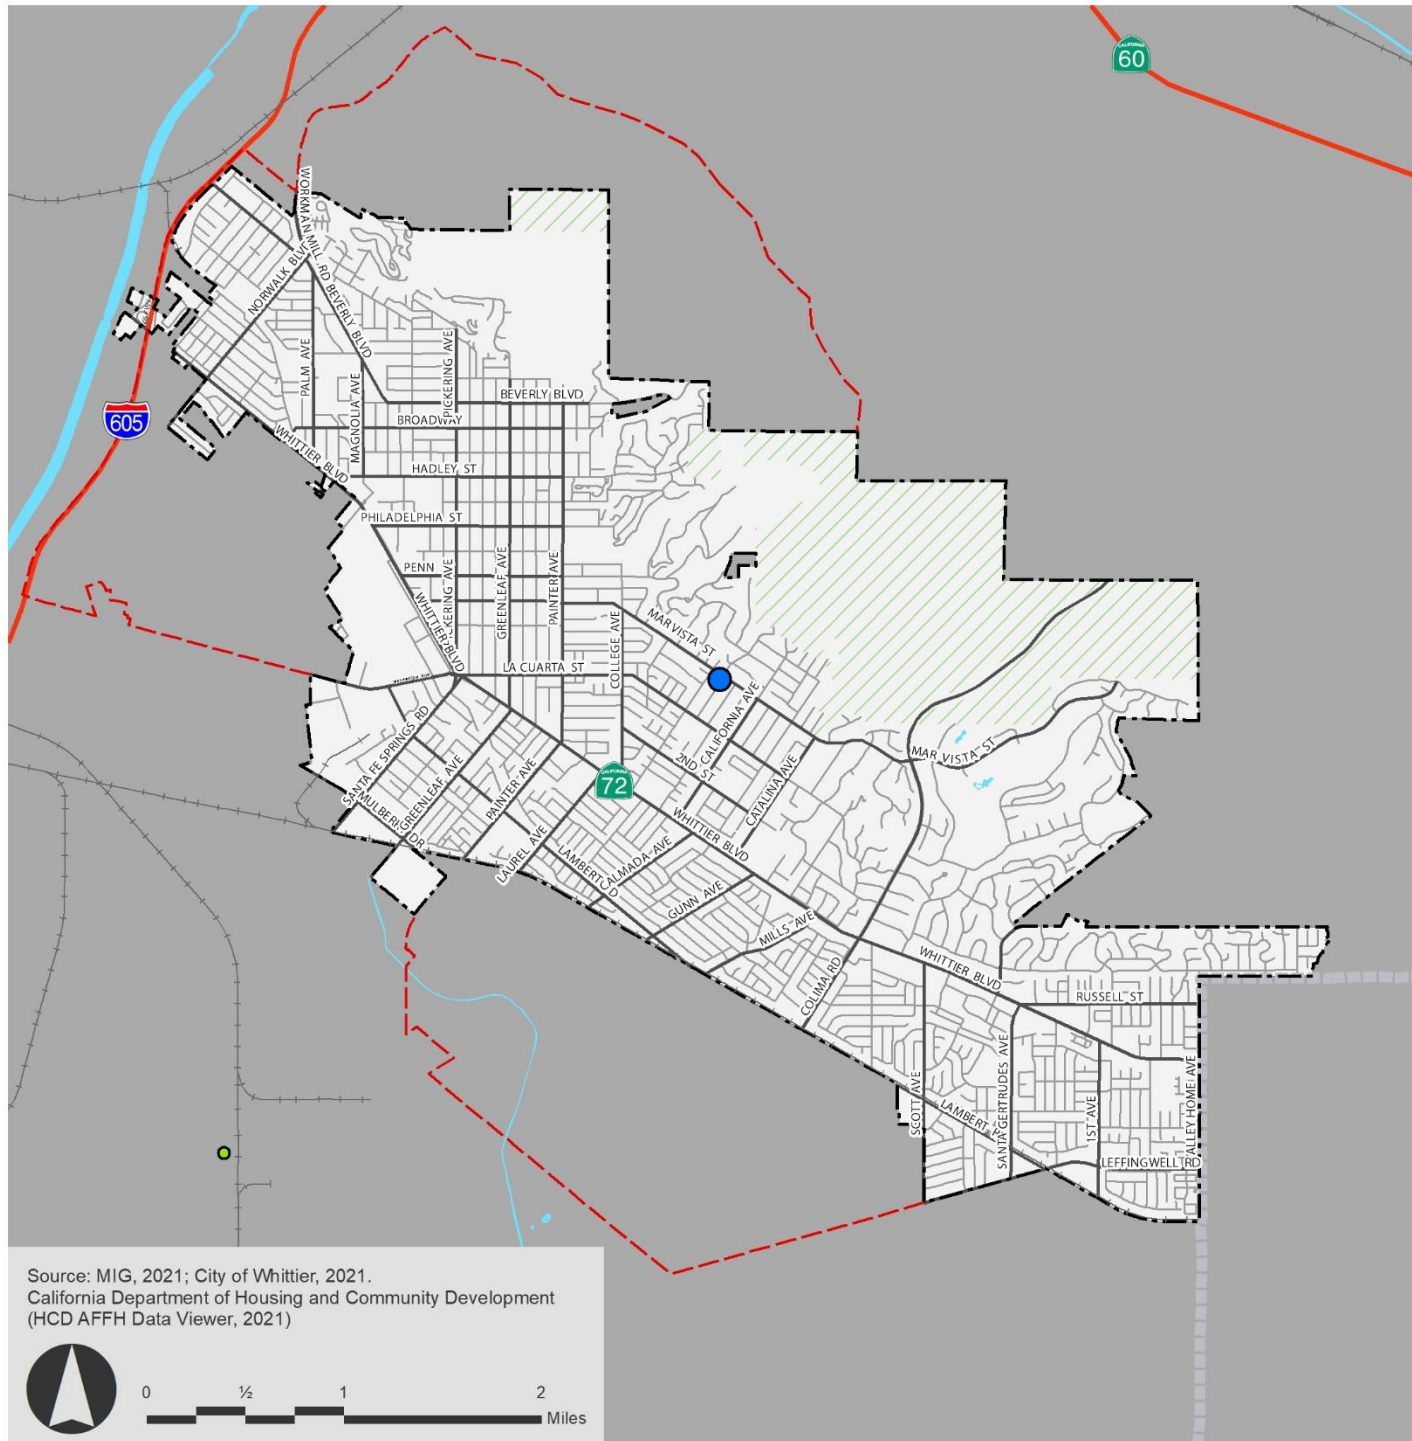 CALIFORNIA
60
WORKMAN MILL RD
NORWALK BLVD
BEVERLY BLVD
PALM AVE
MAGNOLIA AVE
PICKERING AVE
BEVERLY BLVD
BROADWAY
605
WHITTIER BLVD
HADLEY ST
PHILADELPHIA ST
PENN
WHITTIER BLVD
GREENLEAF AVE
PAINTER AVE
COLLEGE AVE
MAR VISTA ST
LA CUARTA ST
CALIFORNIA AVE
SANTA FE SPRINGS RD
MULBERRY DR
GREENLEAF AVE
PAINTER AVE
LAUREL AVE
CALIFORNIA
72
2ND ST
CATALINA AVE
MAR VISTA ST
WHITTIER BLVD
LAMBERT
CALMADA AVE
GUNN AVE
MILLS AVE
COLIMA RD
WHITTIER BLVD
RUSSELL ST
SCOTT AVE
SANTA GERTRUDES AVE
1ST AVE
VALLEY HOME AVE
LAMBERT
LEFFINGWELL RD
Source: MIG, 2021; City of Whittier, 2021.
California Department of Housing and Community Development
(HCD AFFH Data Viewer, 2021)
0 ½ 1 2
Miles